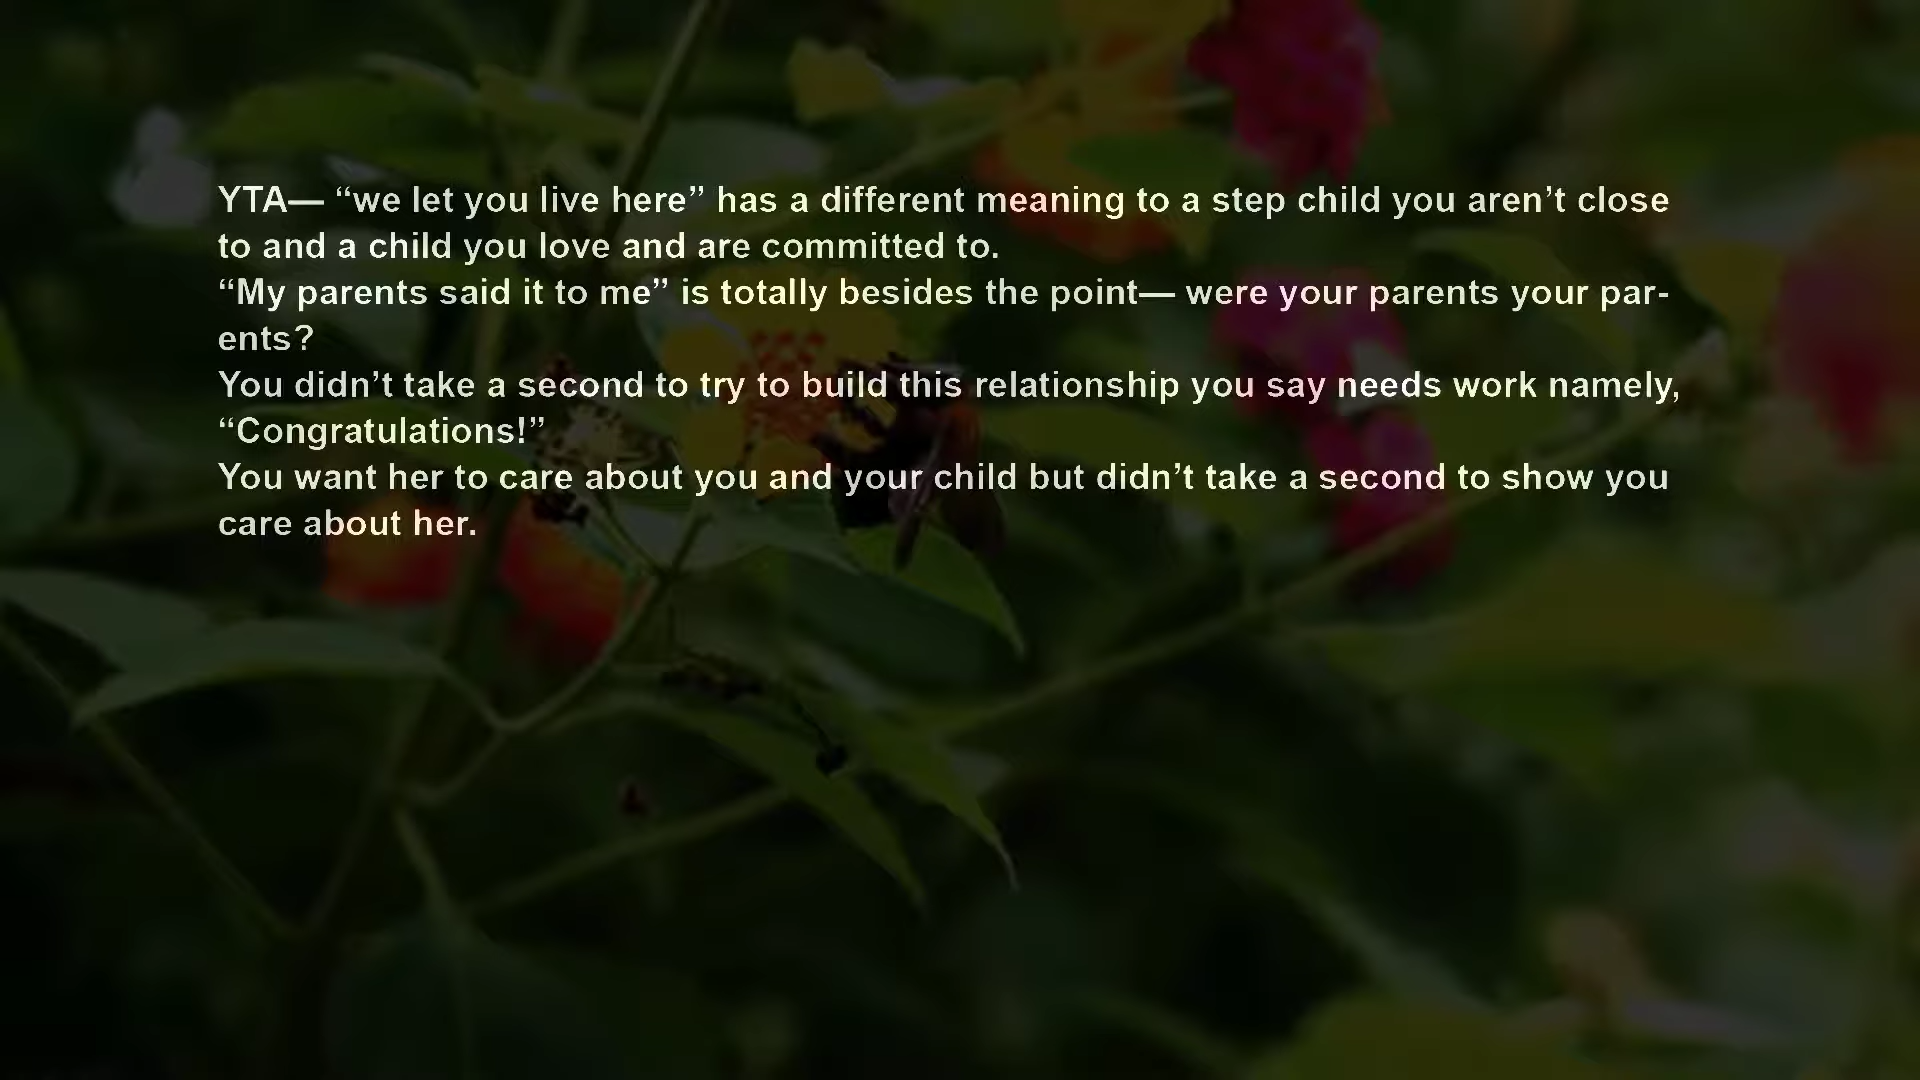 YTA— “we let you live here” has a different meaning to a step child you aren’t close
to and a child you love and are committed to.
“My parents said it to me” is totally besides the point— were your parents your par-
ents?
You didn’t take a second to try to build this relationship you say needs work namely,
“Congratulations!”
You want her to care about you and your child but didn’t take a second to show you
care about her.